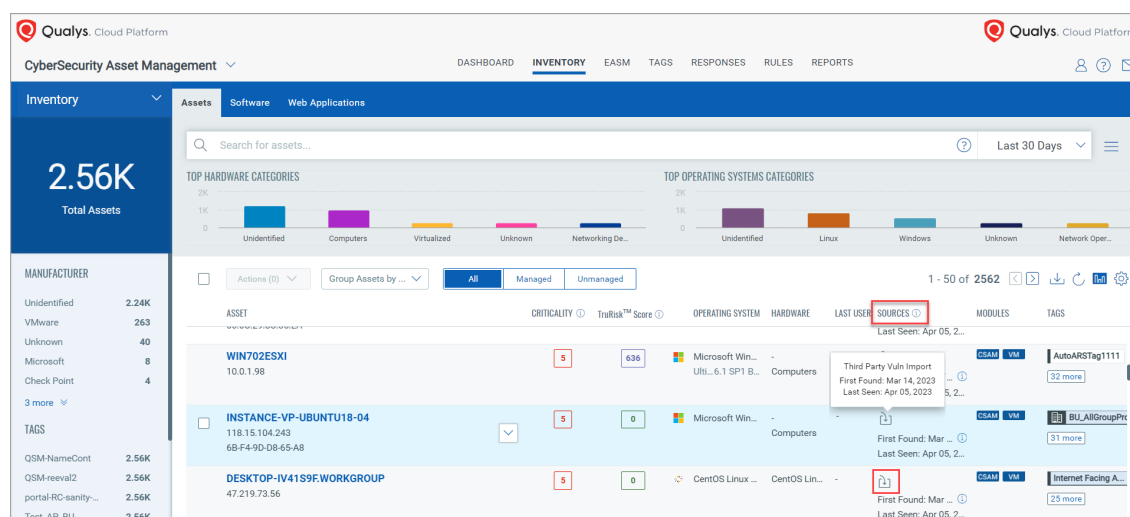 Qualys. Cloud Platform
Qualys. Cloud Platform
CyberSecurity Asset Management
DASHBOARD INVENTORY EASM TAGS RESPONSES RULES REPORTS
Inventory
Assets Software Web Applications
Search for assets...
Last 30 Days
2.56K
Total Assets
TOP HARDWARE CATEGORIES
2K
1K
0
Unidentified Computers Virtualized Unknown Networking De...
TOP OPERATING SYSTEMS CATEGORIES
2K
1K
0
Unidentified Linux Windows Unknown Network Oper...
MANUFACTURER
Unidentified 2.24K
VMware 263
Unknown 40
Microsoft 8
Check Point 4
3 more
TAGS
QSM-NameCont 2.56K
QSM-reeval2 2.56K
portal-RC-sanity-... 2.56K
Actions (0) Group Assets by ... All Managed Unmanaged
1 - 50 of 2562
ASSET CRITICALITY TruRisk™ Score OPERATING SYSTEM HARDWARE LAST USER SOURCES MODULES TAGS
Last Seen: Apr 05, 2...
WIN702ESXI 5 636 Microsoft Win... - CSAM VM AutoARSTag1111
10.0.1.98 Ulti...6.1 SP1 B... Computers 32 more
Third Party Vuln Import
First Found: Mar 14, 2023
Last Seen: Apr 05, 2023
INSTANCE-VP-UBUNTU18-04 5 0 Microsoft Win... - - CSAM VM BU_AllGroupPro
118.15.104.243 Computers
First Found: Mar ... 31 more
6B-F4-9D-D8-65-A8 Last Seen: Apr 05, 2...
DESKTOP-IV41S9F.WORKGROUP 5 0 CentOS Linux ... CentOS Lin... - CSAM VM Internet Facing A...
47.219.73.56
First Found: Mar ... 25 more
Last Seen: Apr 05, 2...